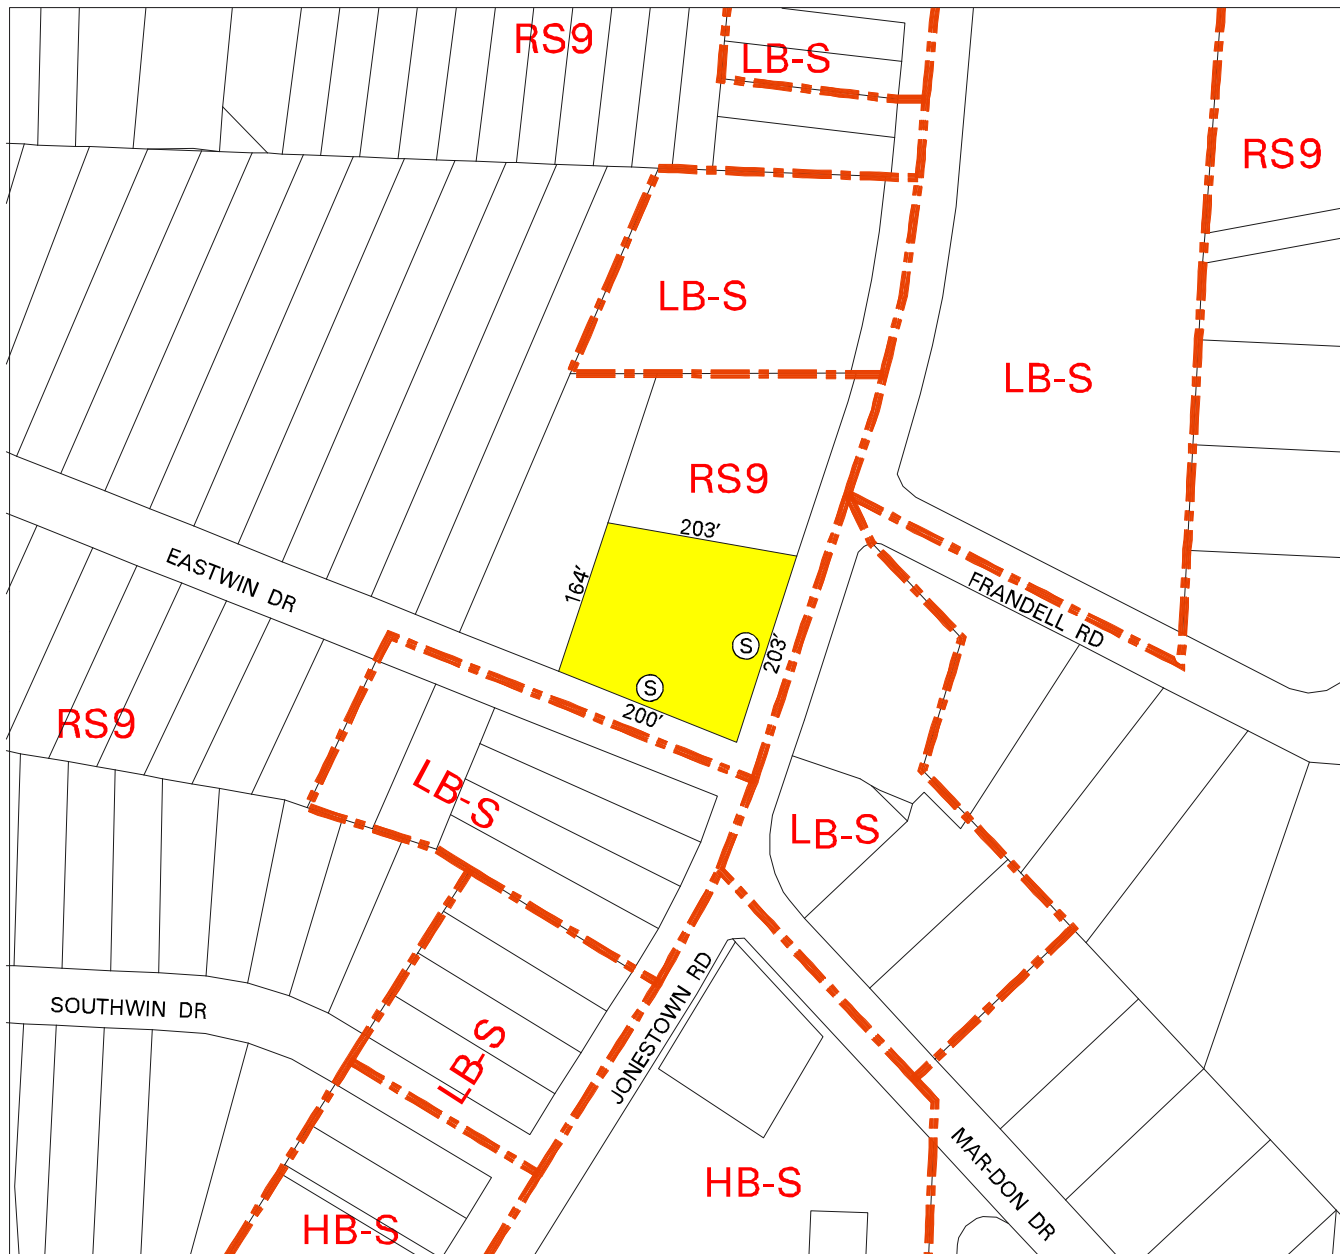 RS9
LB-S
RS9
LB-S
LB-S
RS9
203'
EASTWIN DR
164'
FRANDELL RD
S
203'
S
200'
RS9
LB-S
LB-S
JONESTOWN RD
SOUTHWIN DR
LB-S
MAR-DON DR
HB-S
HB-S